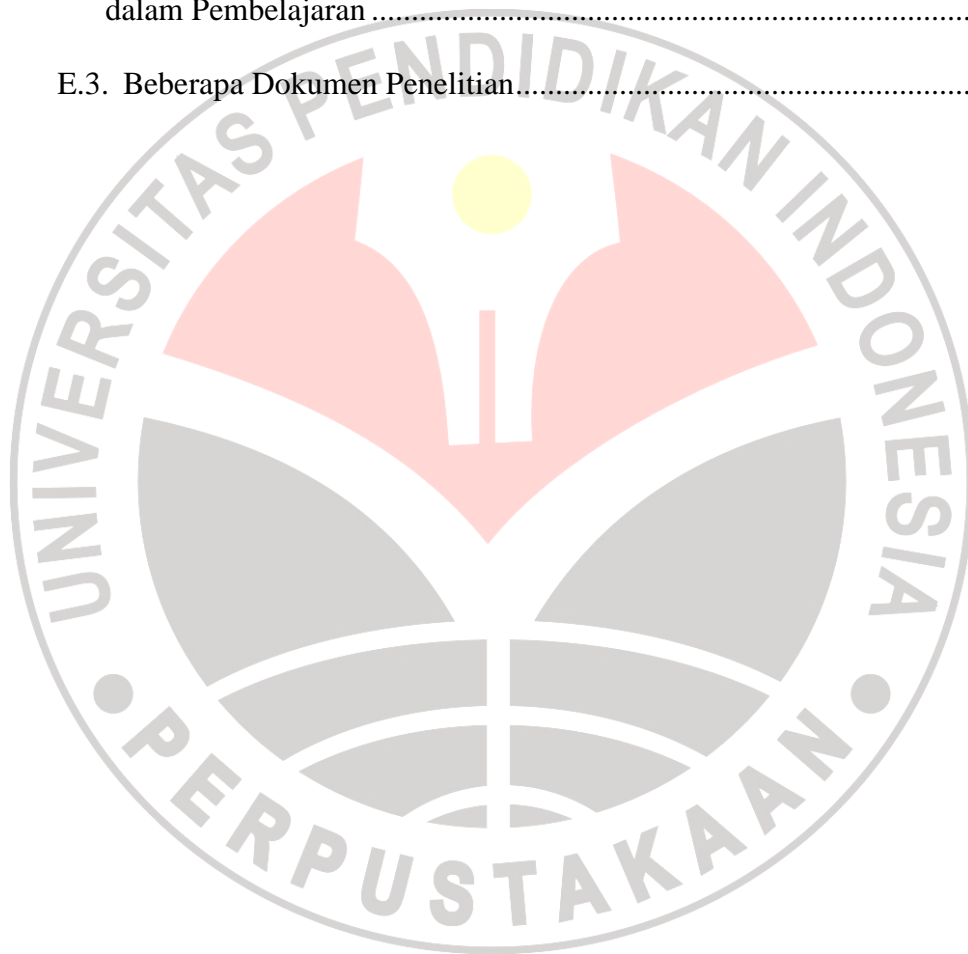 dalam Pembelajaran ........................................................................
E.3. Beberapa Dokumen Penelitian.......................................................
UNIVERSITAS PENDIDIKAN INDONESIA
PERPUSTAKAAN